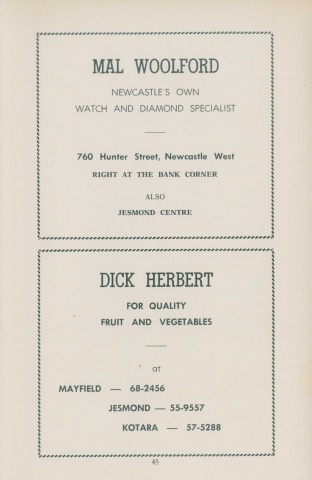 MAL WOOLFORD
NEWCASTLE'S OWN
WATCH AND DIAMOND SPECIALIST
760 Hunter Street, Newcastle West
RIGHT AT THE BANK CORNER
ALSO
JESMOND CENTRE
DICK HERBERT
FOR QUALITY
FRUIT AND VEGETABLES
at
MAYFIELD — 68-2456
JESMOND — 55-9557
KOTARA — 57-5288
45